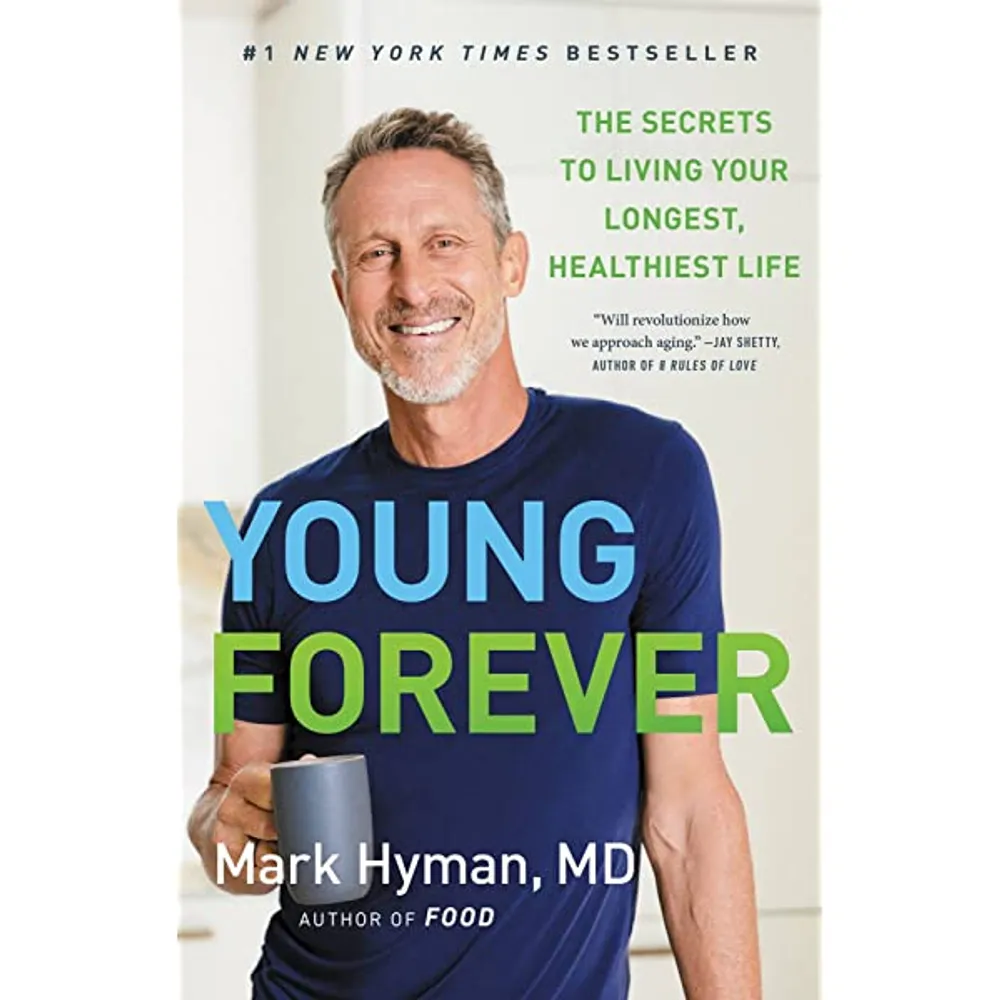 #1 NEW YORK TIMES BESTSELLER
THE SECRETS
TO LIVING YOUR
LONGEST,
HEALTHIEST LIFE
“Will revolutionize how
we approach aging.” —JAY SHETTY,
AUTHOR OF 8 RULES OF LOVE
YOUNG
FOREVER
Mark Hyman, MD
AUTHOR OF FOOD